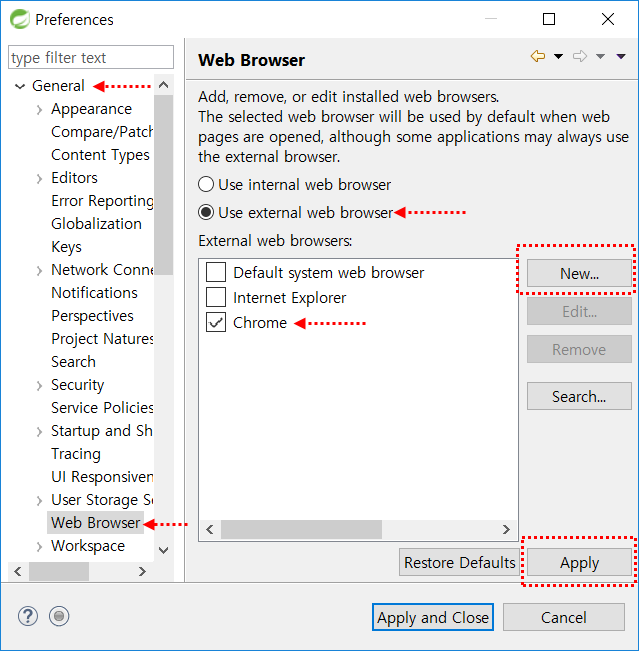 Preferences
type filter text
General
Appearance
Compare/Patch
Content Types
Editors
Error Reporting
Globalization
Keys
Network Conne
Notifications
Perspectives
Project Natures
Search
Security
Service Policies
Startup and Sh
Tracing
UI Responsiven
User Storage Se
Web Browser
Workspace
Web Browser
Add, remove, or edit installed web browsers.
The selected web browser will be used by default when web
pages are opened, although some applications may always use
the external browser.
Use internal web browser
Use external web browser
External web browsers:
Default system web browser
Internet Explorer
Chrome
New...
Edit...
Remove
Search...
Restore Defaults
Apply
?
Apply and Close
Cancel